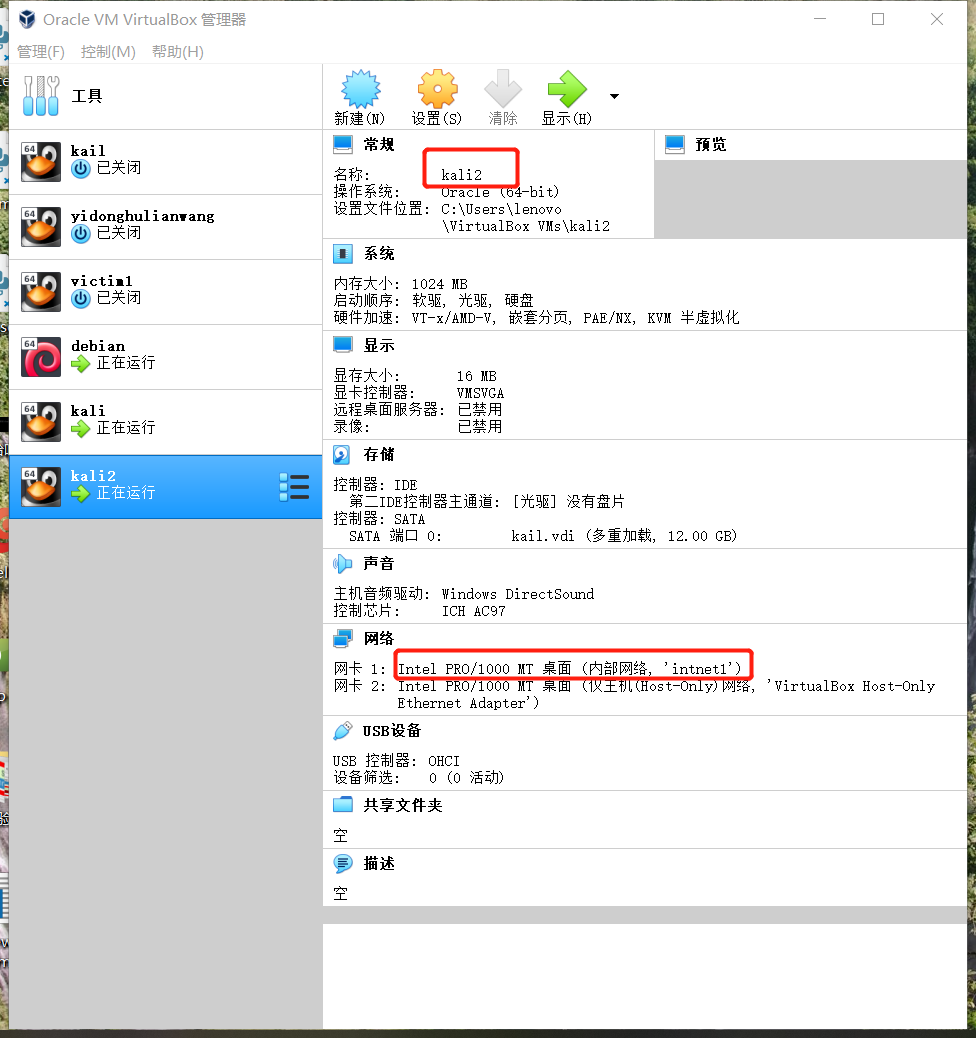 Oracle VM VirtualBox 管理器
管理(F) 控制(M) 帮助(H)
工具
新建(N) 设置(S) 清除 显示(H)
64 kail
已关闭
64 yidonghulianwang
已关闭
64 victim1
已关闭
64 debian
正在运行
64 kali
正在运行
64 kali2
正在运行
常规
名称: kali2
操作系统: Oracle (64-bit)
设置文件位置: C:\Users\lenovo
\VirtualBox VMs\kali2
预览
系统
内存大小: 1024 MB
启动顺序: 软驱, 光驱, 硬盘
硬件加速: VT-x/AMD-V, 嵌套分页, PAE/NX, KVM 半虚拟化
显示
显存大小: 16 MB
显卡控制器: VMSVGA
远程桌面服务器: 已禁用
录像: 已禁用
存储
控制器: IDE
第二IDE控制器主通道: [光驱] 没有盘片
控制器: SATA
SATA 端口 0: kail.vdi (多重加载, 12.00 GB)
声音
主机音频驱动: Windows DirectSound
控制芯片: ICH AC97
网络
网卡 1: Intel PRO/1000 MT 桌面 (内部网络, 'intnet1')
网卡 2: Intel PRO/1000 MT 桌面 (仅主机(Host-Only)网络, 'VirtualBox Host-Only
Ethernet Adapter')
USB设备
USB 控制器: OHCI
设备筛选: 0 (0 活动)
共享文件夹
空
描述
空